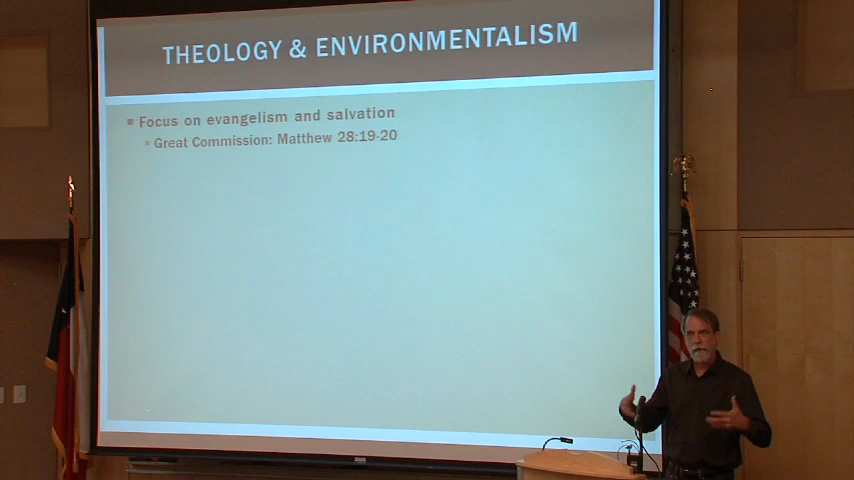 THEOLOGY & ENVIRONMENTALISM
Focus on evangelism and salvation
Great Commission: Matthew 28:19-20